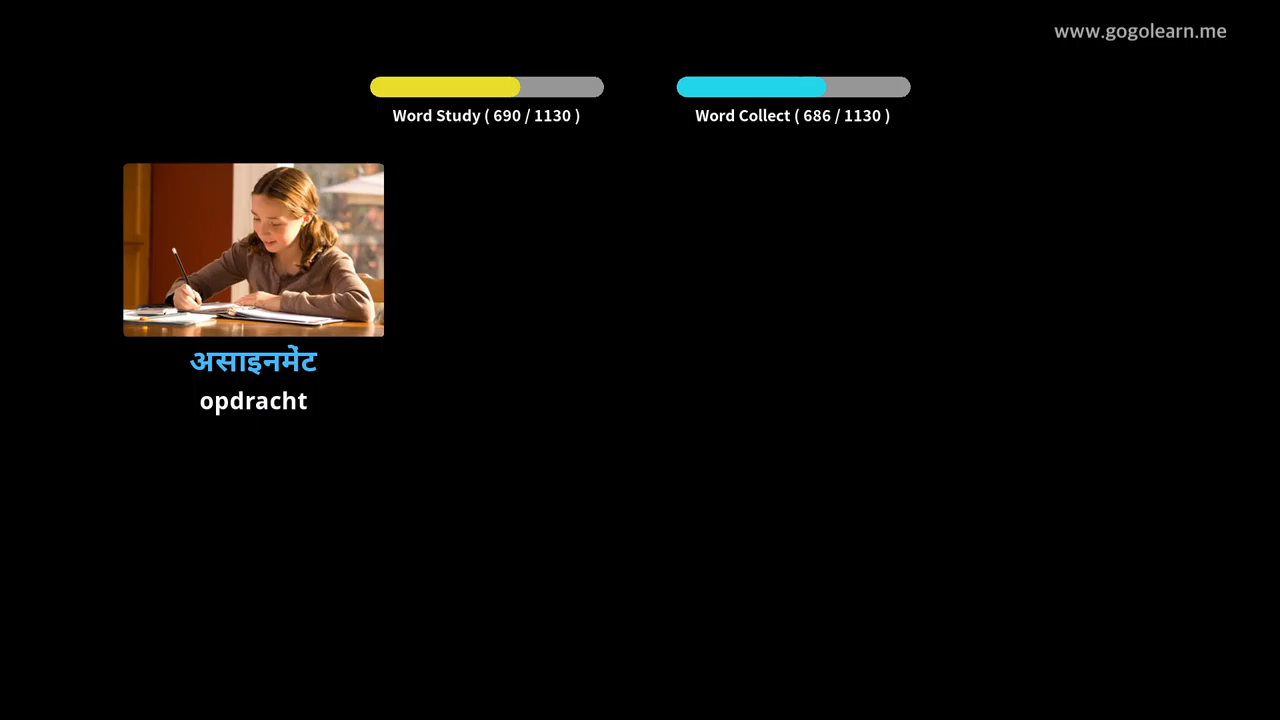 www.gogolearn.me
Word Study ( 690 / 1130 )
Word Collect ( 686 / 1130 )
असाइनमेंट
opdracht